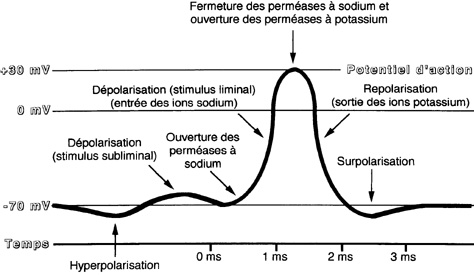 Fermeture des perméases à sodium et
ouverture des perméases à potassium
+30 mV
Potentiel d'action
Dépolarisation (stimulus liminal)
(entrée des ions sodium)
Repolarisation
(sortie des ions potassium)
0 mV
Dépolarisation
(stimulus subliminal)
Ouverture des
perméases à
sodium
Surpolarisation
-70 mV
Temps
0 ms
1 ms
2 ms
3 ms
Hyperpolarisation